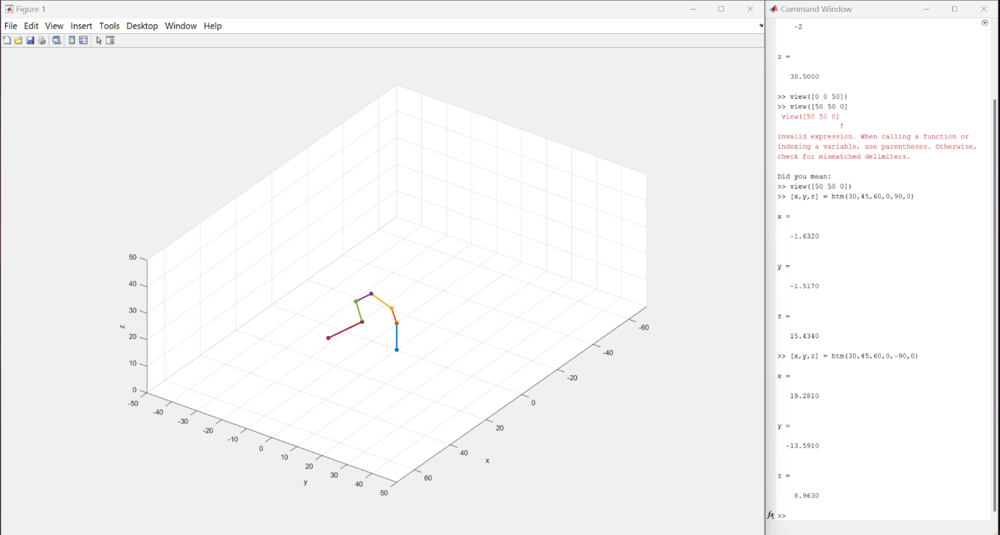 Figure 1
File Edit View Insert Tools Desktop Window Help
50
40
30
20
10
0
z
-50
-40
-30
-20
-10
0
10
20
30
40
50
y
-60
-40
-20
0
20
40
60
x
Command Window
-2
z =
30.5000
>> view([0 0 50])
>> view([50 50 0]
view([50 50 0]
↑
Invalid expression. When calling a function or
indexing a variable, use parentheses. Otherwise,
check for mismatched delimiters.
Did you mean:
>> view([50 50 0])
>> [x,y,z] = htm(30,45,60,0,90,0)
x =
-1.6320
y =
-1.5170
z =
15.4340
>> [x,y,z] = htm(30,45,60,0,-90,0)
x =
19.2810
y =
-13.5910
z =
8.9630
fx >>